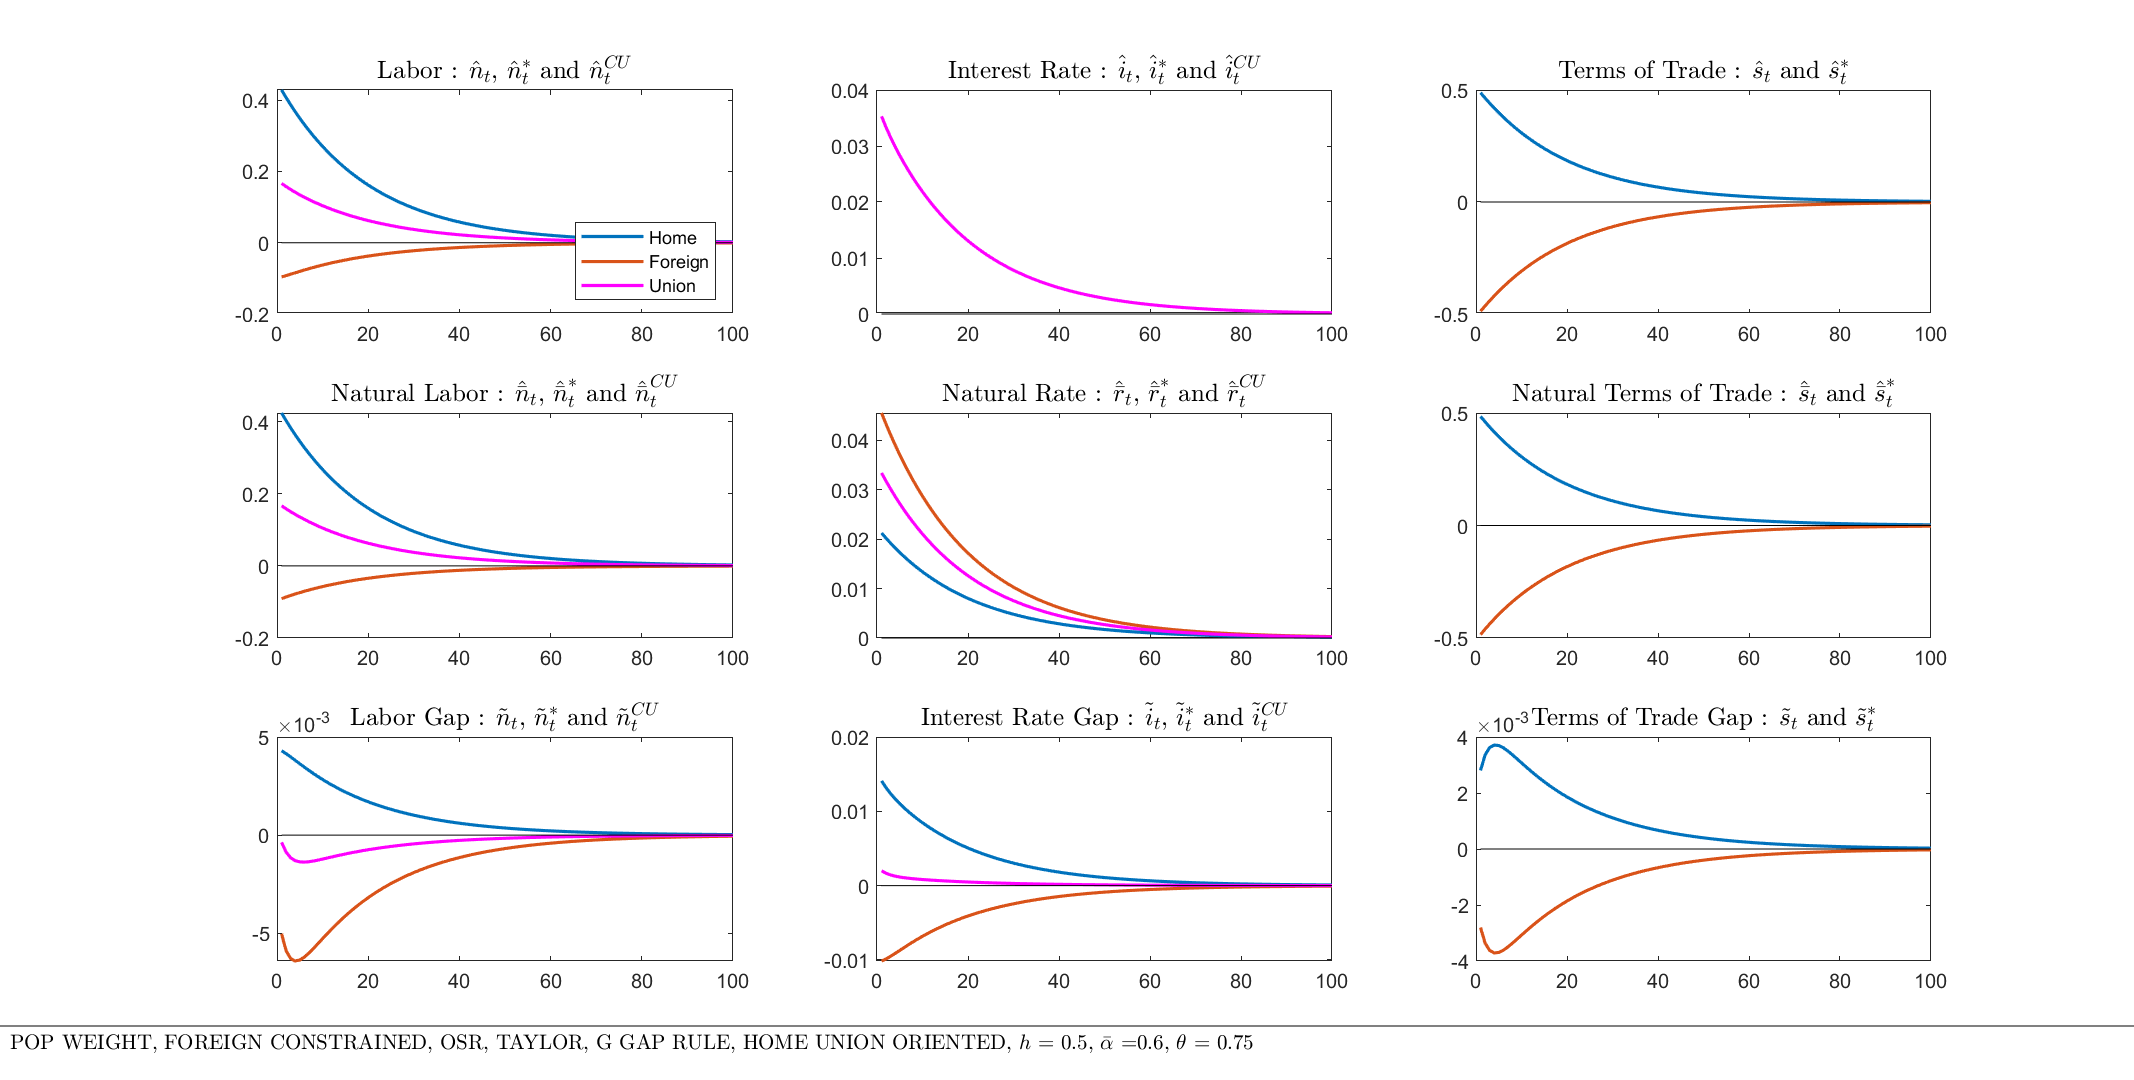 Labor : n̂ₜ, n̂ₜ* and n̂ₜᶜᵁ
0.4
0.2
0
-0.2
0 20 40 60 80 100
Home
Foreign
Union
Interest Rate : îₜ, îₜ* and îₜᶜᵁ
0.04
0.03
0.02
0.01
0
0 20 40 60 80 100
Terms of Trade : ŝₜ and ŝₜ*
0.5
0
-0.5
0 20 40 60 80 100
Natural Labor : n̄̂ₜ, n̄̂ₜ* and n̄̂ₜᶜᵁ
0.4
0.2
0
-0.2
0 20 40 60 80 100
Natural Rate : r̄̂ₜ, r̄̂ₜ* and r̄̂ₜᶜᵁ
0.04
0.03
0.02
0.01
0
0 20 40 60 80 100
Natural Terms of Trade : s̄̂ₜ and s̄̂ₜ*
0.5
0
-0.5
0 20 40 60 80 100
×10⁻³ Labor Gap : ñₜ, ñₜ* and ñₜᶜᵁ
5
0
-5
0 20 40 60 80 100
Interest Rate Gap : ĩₜ, ĩₜ* and ĩₜᶜᵁ
0.02
0.01
0
-0.01
0 20 40 60 80 100
×10⁻³ Terms of Trade Gap : s̃ₜ and s̃ₜ*
4
2
0
-2
-4
0 20 40 60 80 100
POP WEIGHT, FOREIGN CONSTRAINED, OSR, TAYLOR, G GAP RULE, HOME UNION ORIENTED, h = 0.5, ᾱ =0.6, θ = 0.75